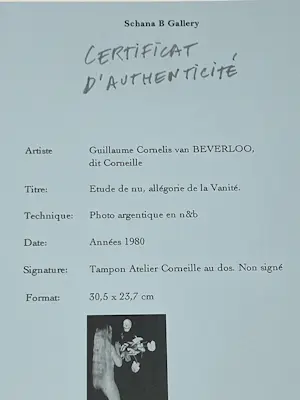 Schana B Gallery
CERTIFICAT
D'AUTHENTICITÉ
Artiste Guillaume Cornelis van BEVERLOO,
dit Corneille
Titre: Etude de nu, allégorie de la Vanité.
Technique: Photo argentique en n&b
Date: Années 1980
Signature: Tampon Atelier Corneille au dos. Non signé
Format: 30,5 x 23,7 cm